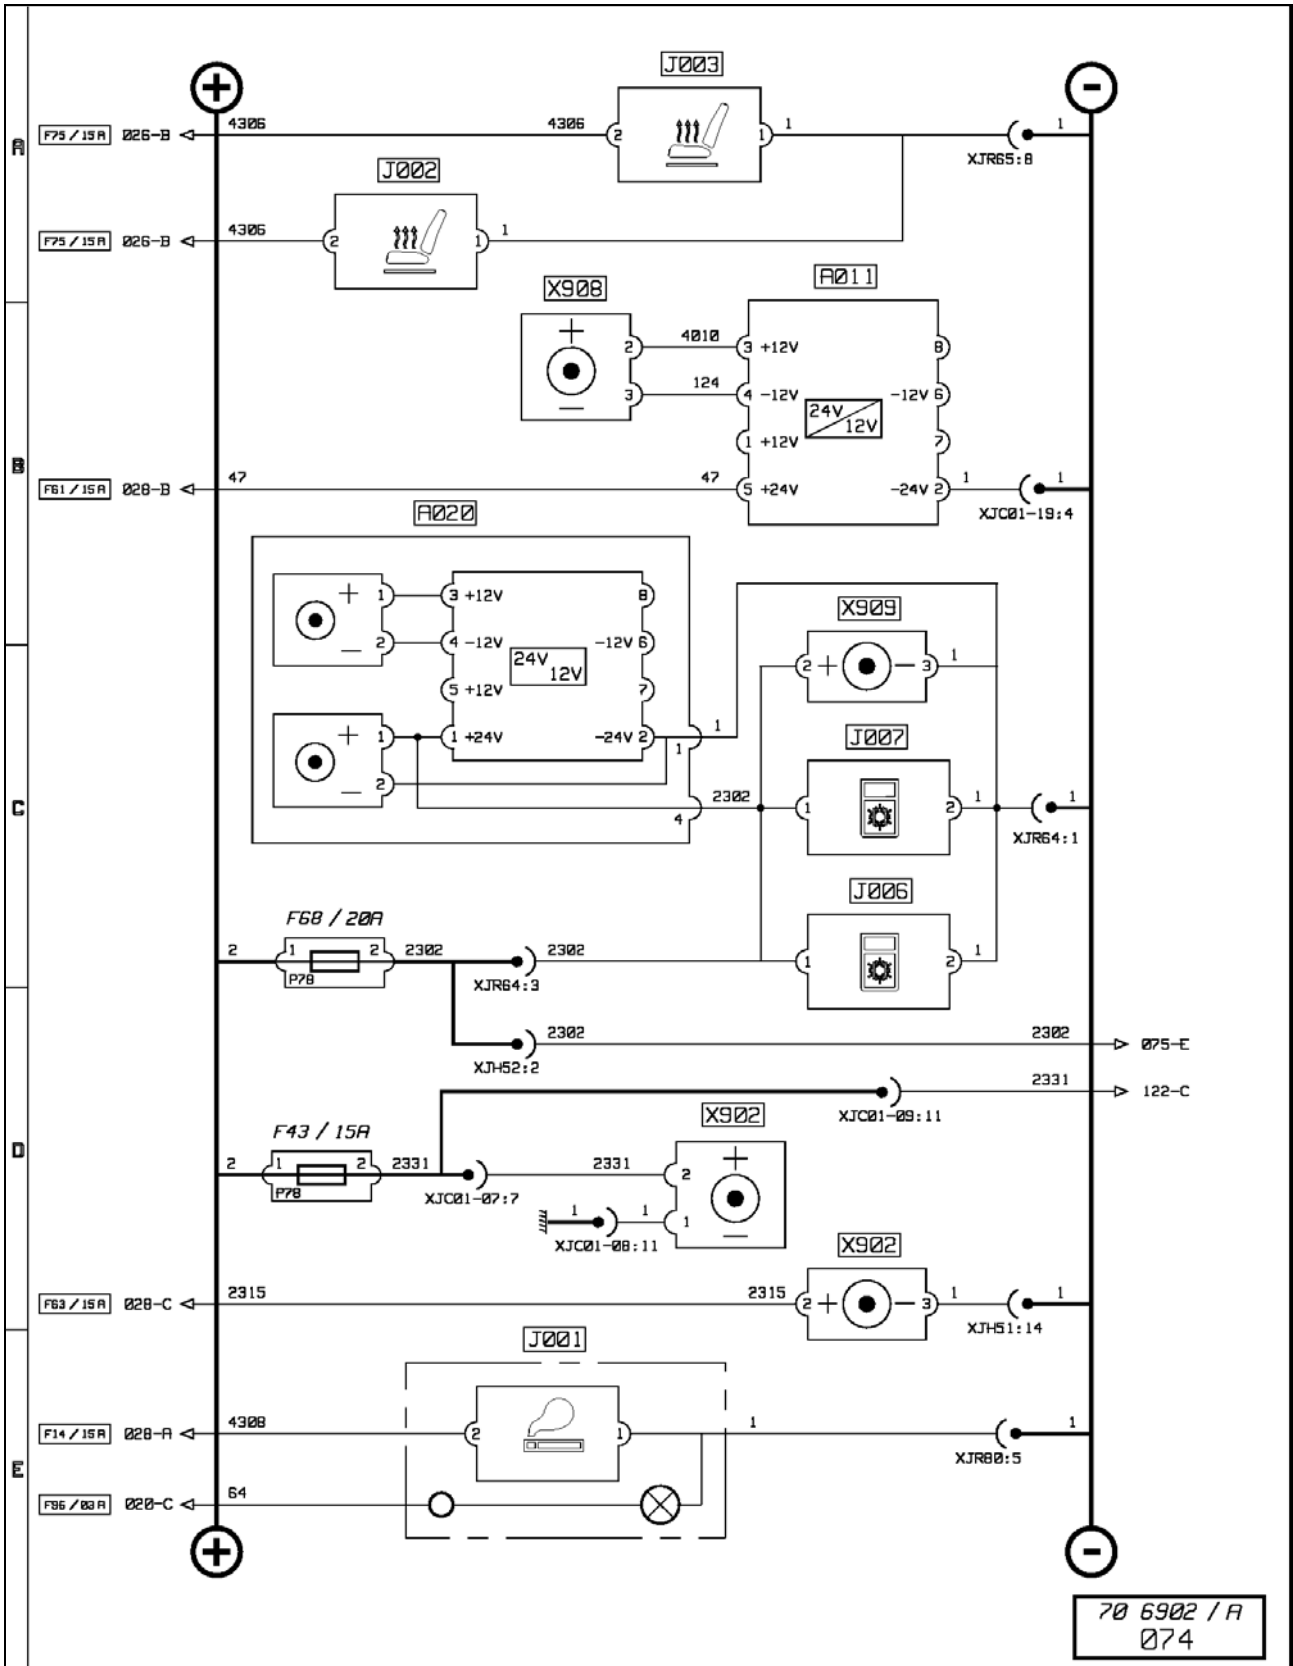 J003
4306 4306 2 1 1 1
A F75/15A 026-B XJR65:8
J002
F75/15A 026-B 4306 2 1 1
X908 A011
2 4010 3 +12V 8
3 124 4 -12V -12V 6
24V
12V
1 +12V 7
B F61/15A 028-B 47 47 5 +24V -24V 2 1 1
XJC01-19:4
A020
1 3 +12V 8 X909
2 4 -12V -12V 6
24V
12V
2 3 1
5 +12V 7
1 1 +24V -24V 2 1 1 J007
2
C 4 2302 1 2 1 1
XJR64:1
J006
F68/20A
2 1 2 2302 2302 1 2 1
P78 XJR64:3
2302 2302 075-E
XJH52:2
2331 122-C
X902 XJC01-09:11
D F43/15A
2 1 2 2331 2331 2
P78 XJC01-07:7
1 1 1
XJC01-08:11
X902
F63/15A 028-C 2315 2315 2 3 1 1
XJH51:14
J001
F14/15A 028-A 4308 2 1 1 1
XJR80:5
E
F96/03A 020-C 64
70 6902/A
074